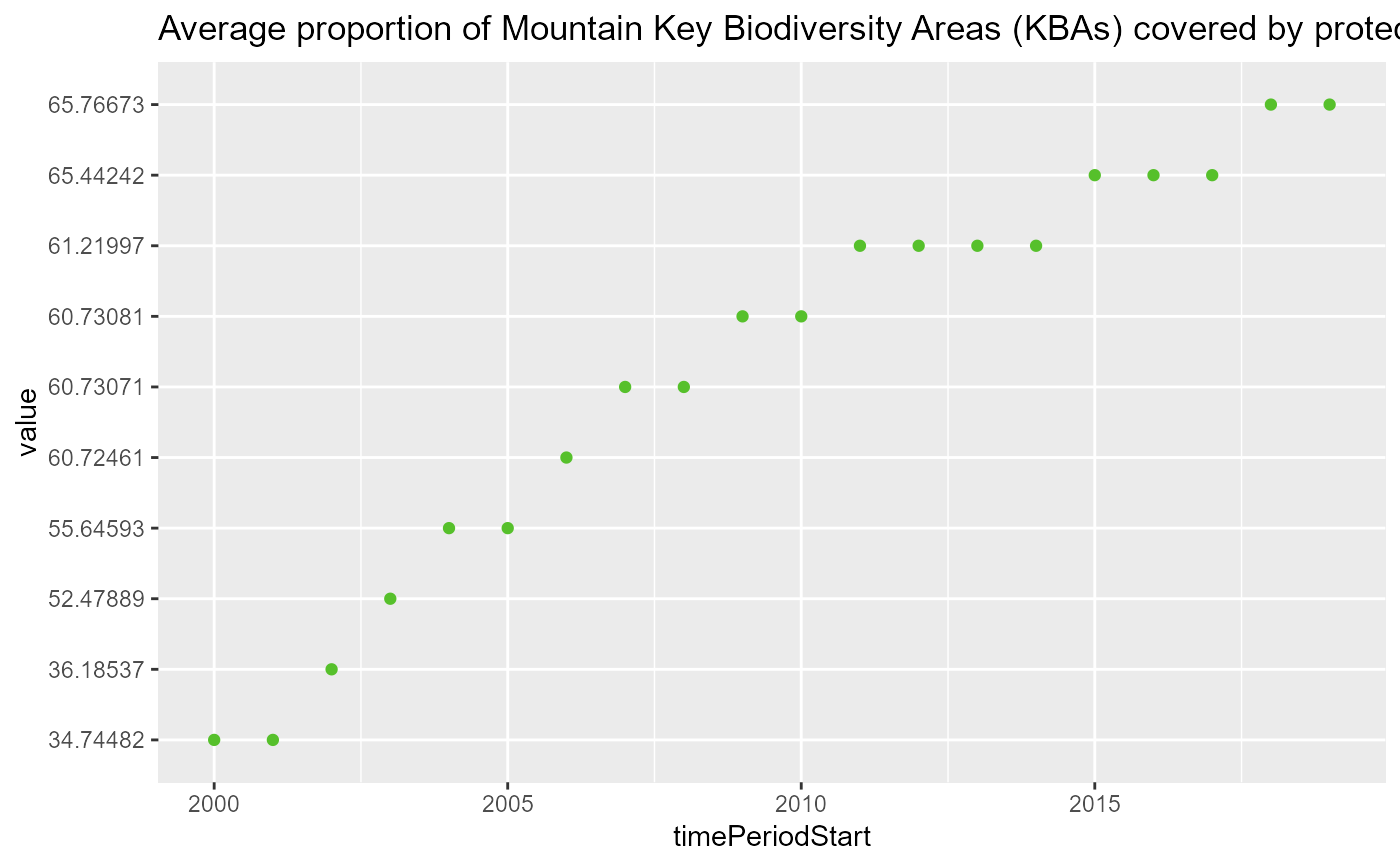 Average proportion of Mountain Key Biodiversity Areas (KBAs) covered by protec
65.76673
65.44242
61.21997
60.73081
60.73071
60.72461
55.64593
52.47889
36.18537
34.74482
value
2000 2005 2010 2015
timePeriodStart